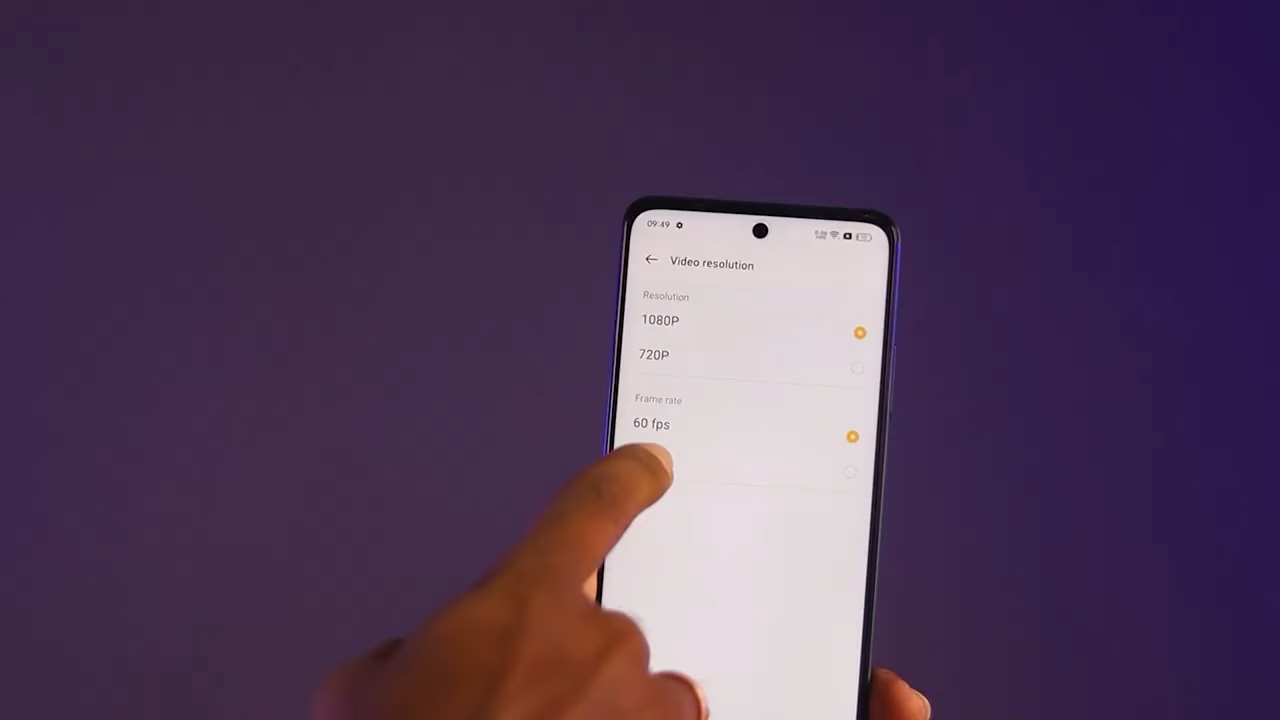 09:49
Video resolution
Resolution
1080P
720P
Frame rate
60 fps